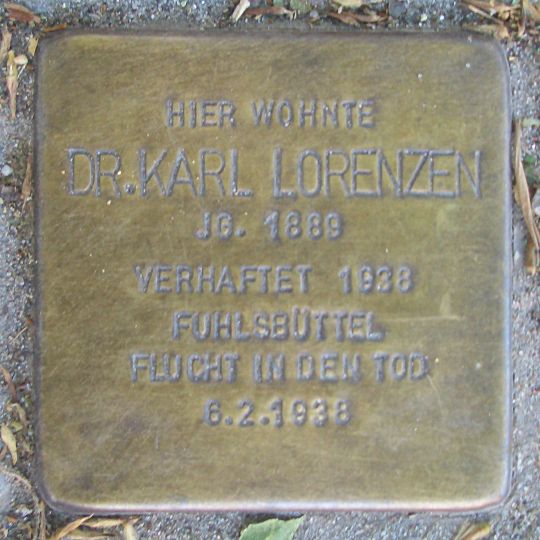 HIER WOHNTE
DR. KARL LORENZEN
JG. 1889
VERHAFTET 1938
FUHLSBÜTTEL
FLUCHT IN DEN TOD
6.2.1938